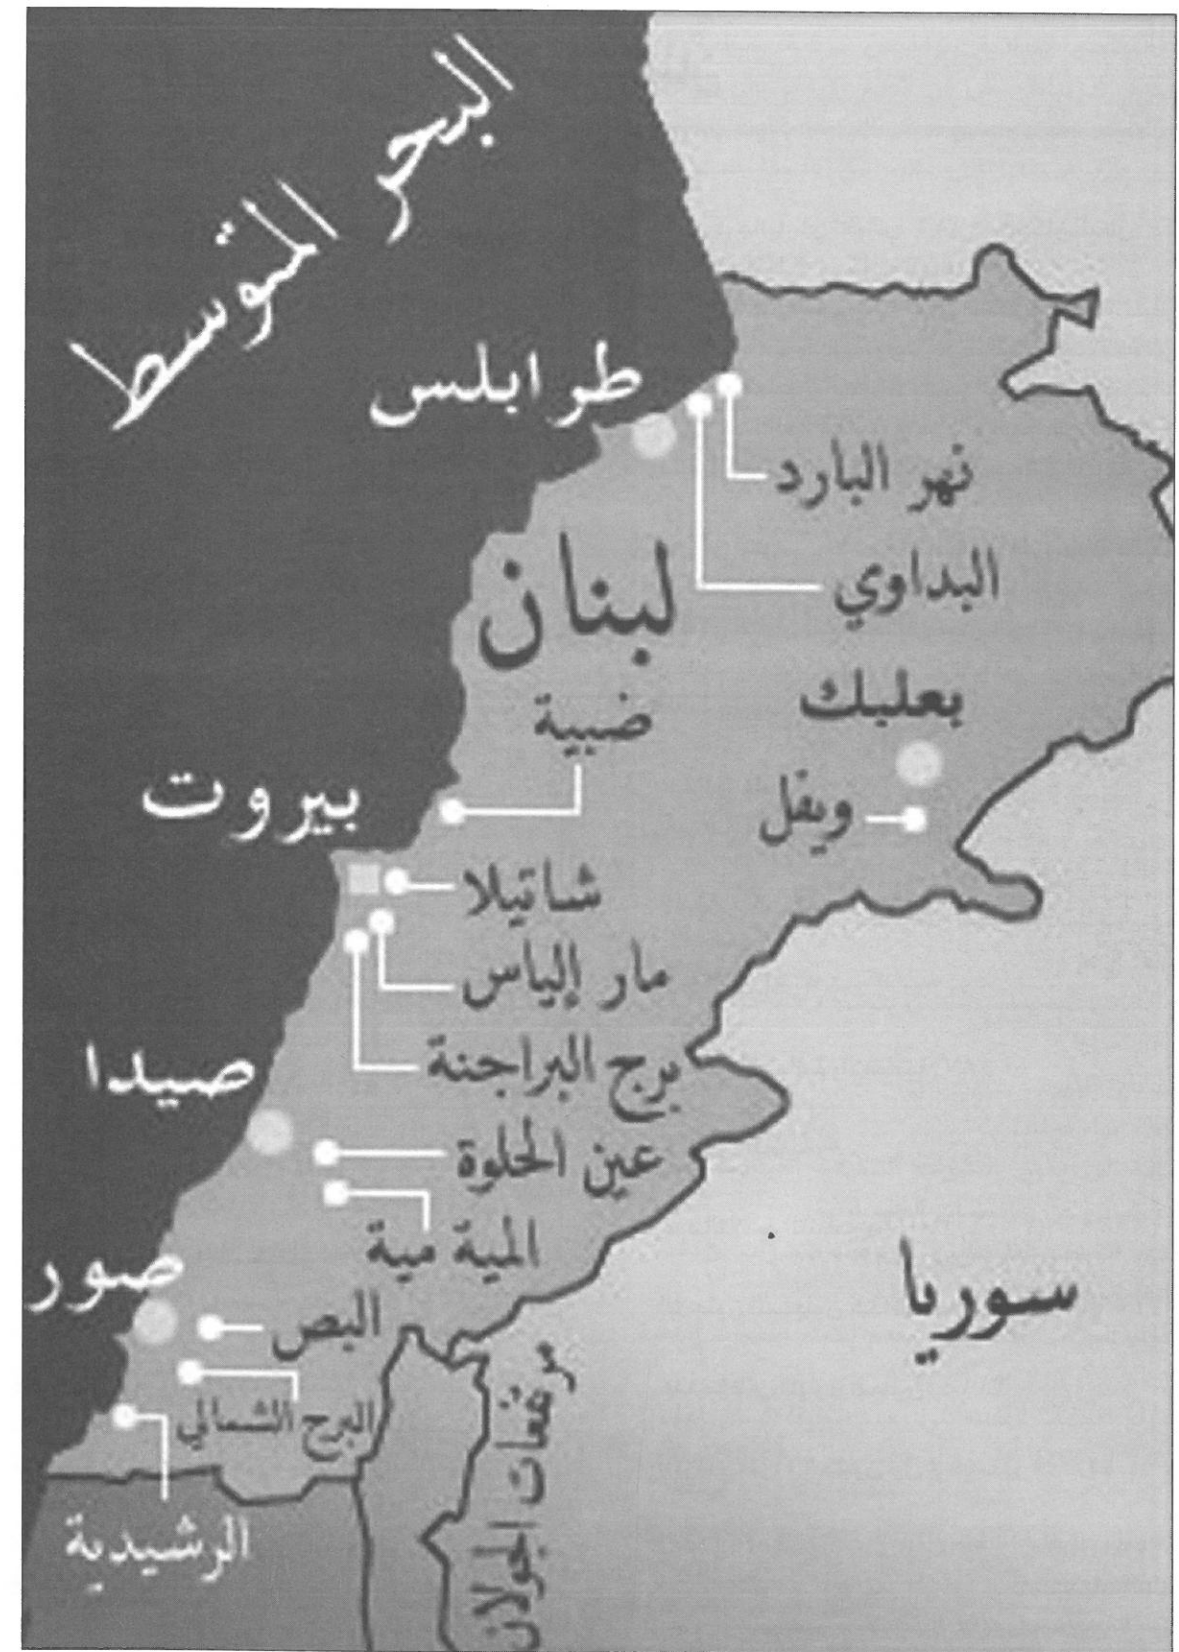 البحر المتوسط
طرابلس
نهر البارد
البداوي
لبنان
بعلبك
ضبية
ويفل
بيروت
شاتيلا
مار إلياس
برج البراجنة
صيدا
عين الحلوة
المية مية
صور
سوريا
البص
البرج الشمالي
مرتفعات الجولان
الرشيدية